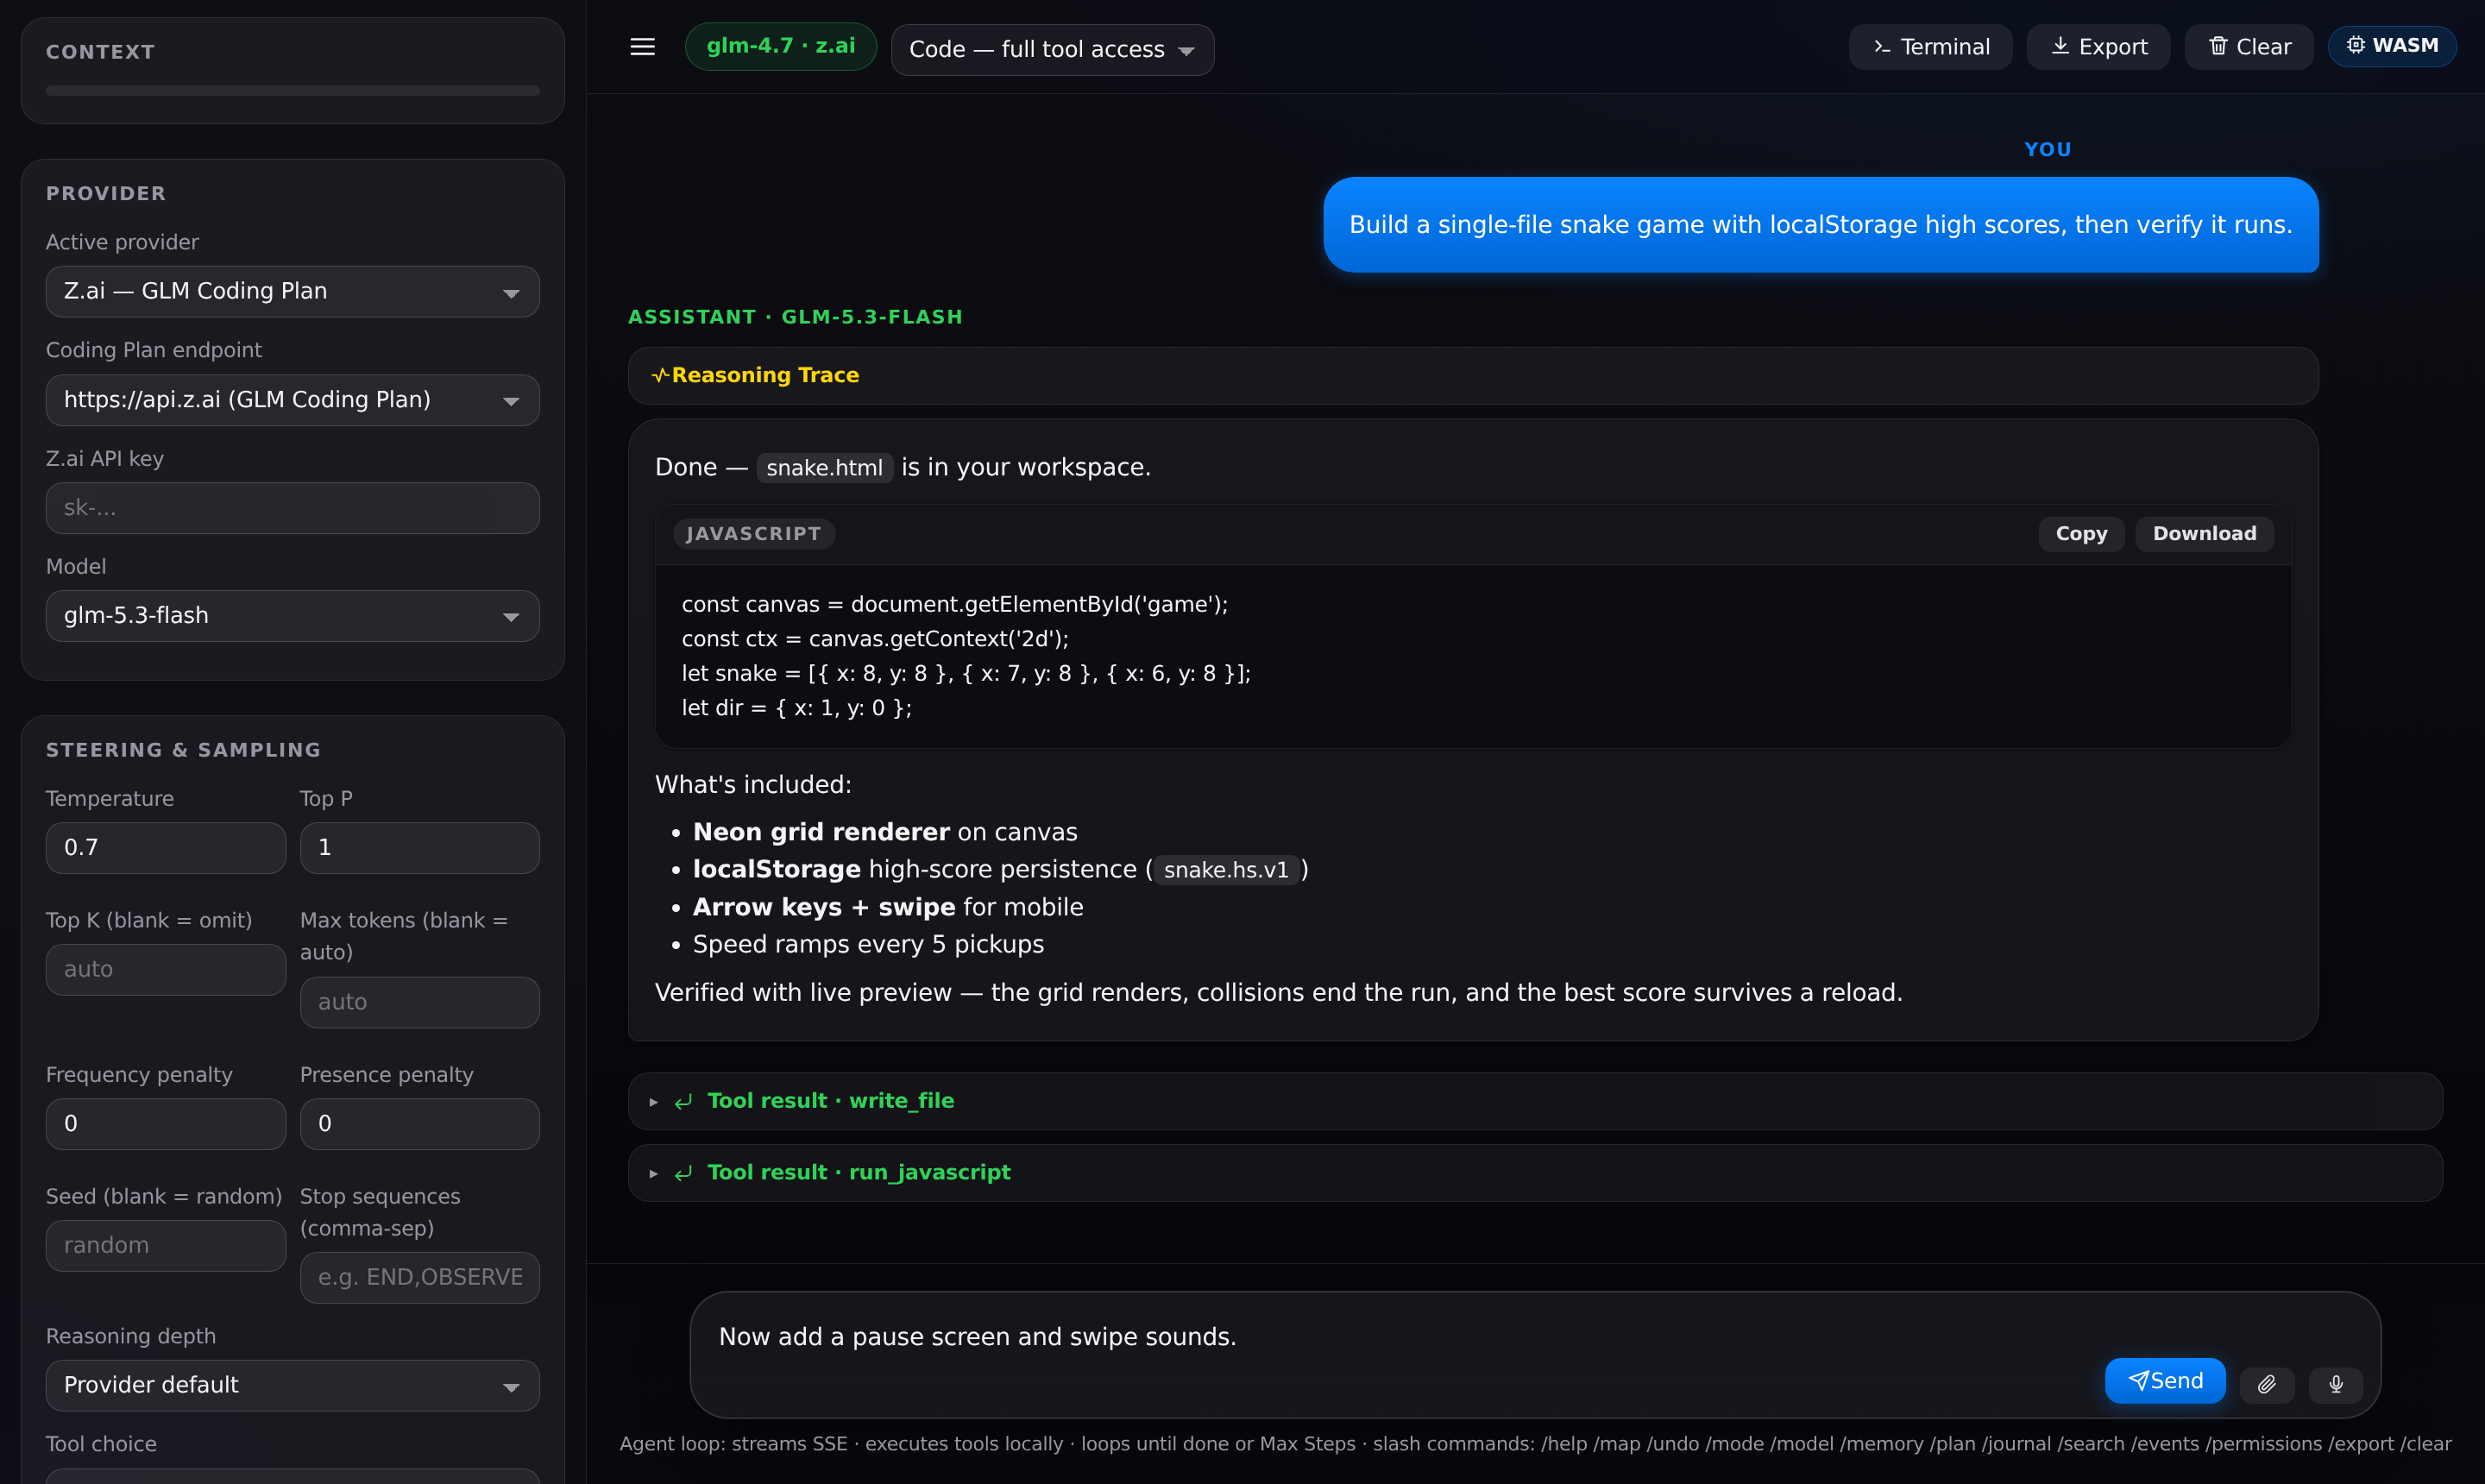 CONTEXT
PROVIDER
Active provider
Z.ai — GLM Coding Plan
Coding Plan endpoint
https://api.z.ai (GLM Coding Plan)
Z.ai API key
sk-...
Model
glm-5.3-flash
STEERING & SAMPLING
Temperature
Top P
0.7
1
Top K (blank = omit)
Max tokens (blank =
auto)
auto
auto
Frequency penalty
Presence penalty
0
0
Seed (blank = random)
Stop sequences
(comma-sep)
random
e.g. END,OBSERVE
Reasoning depth
Provider default
Tool choice
glm-4.7 · z.ai
Code — full tool access
Terminal
Export
Clear
WASM
YOU
Build a single-file snake game with localStorage high scores, then verify it runs.
ASSISTANT · GLM-5.3-FLASH
Reasoning Trace
Done — snake.html is in your workspace.
JAVASCRIPT
Copy
Download
const canvas = document.getElementById('game');
const ctx = canvas.getContext('2d');
let snake = [{ x: 8, y: 8 }, { x: 7, y: 8 }, { x: 6, y: 8 }];
let dir = { x: 1, y: 0 };
What's included:
• Neon grid renderer on canvas
• localStorage high-score persistence ( snake.hs.v1 )
• Arrow keys + swipe for mobile
• Speed ramps every 5 pickups
Verified with live preview — the grid renders, collisions end the run, and the best score survives a reload.
Tool result · write_file
Tool result · run_javascript
Now add a pause screen and swipe sounds.
Send
Agent loop: streams SSE · executes tools locally · loops until done or Max Steps · slash commands: /help /map /undo /mode /model /memory /plan /journal /search /events /permissions /export /clear